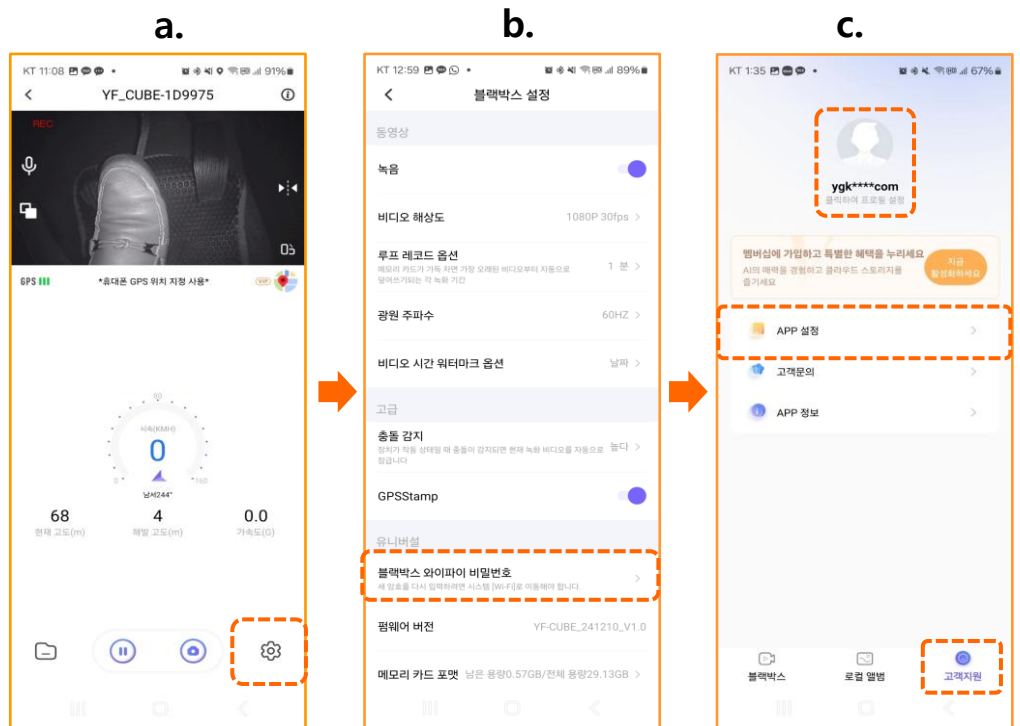 a.
KT 11:08
91%
YF_CUBE-1D9975
REC
GPS
*휴대폰 GPS 위치 지정 사용*
80
시속(KMH)
0
0
160
남서244°
68
4
0.0
현재 고도(m)
해발 고도(m)
가속도(G)
b.
KT 12:59
89%
블랙박스 설정
동영상
녹음
비디오 해상도
1080P 30fps >
루프 레코드 옵션
메모리 카드가 가득 차면 가장 오래된 비디오부터 자동으로
덮어쓰기되는 각 녹화 기간
1 분 >
광원 주파수
60HZ >
비디오 시간 워터마크 옵션
날짜 >
고급
충돌 감지
장치가 작동 상태일 때 충돌이 감지되면 현재 녹화 비디오를 자동으로
잠급니다
높다 >
GPSStamp
유니버설
블랙박스 와이파이 비밀번호
새 암호를 다시 입력하려면 시스템 [Wi-Fi]로 이동해야 합니다.
펌웨어 버전
YF-CUBE_241210_V1.0
메모리 카드 포맷
남은 용량0.57GB/전체 용량29.13GB >
c.
KT 1:35
67%
ygk****com
클릭하여 프로필 설정
멤버십에 가입하고 특별한 혜택을 누리세요
AI의 매력을 경험하고 클라우드 스토리지를
즐기세요
지금
활성화하세요
APP 설정
고객문의
APP 정보
블랙박스
로컬 앨범
고객지원